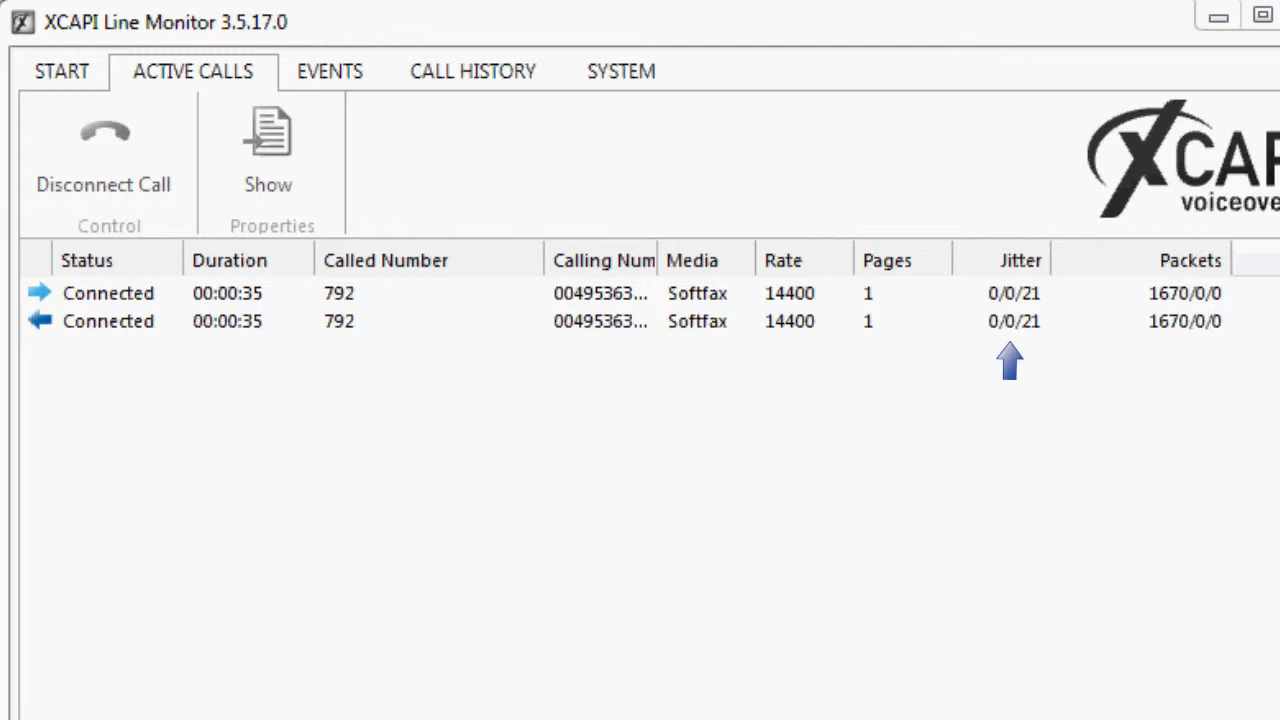 XCAPI Line Monitor 3.5.17.0
START ACTIVE CALLS EVENTS CALL HISTORY SYSTEM
Disconnect Call Show
Control Properties
XCAP
voiceove
Status Duration Called Number Calling Num Media Rate Pages Jitter Packets
Connected 00:00:35 792 00495363... Softfax 14400 1 0/0/21 1670/0/0
Connected 00:00:35 792 00495363... Softfax 14400 1 0/0/21 1670/0/0